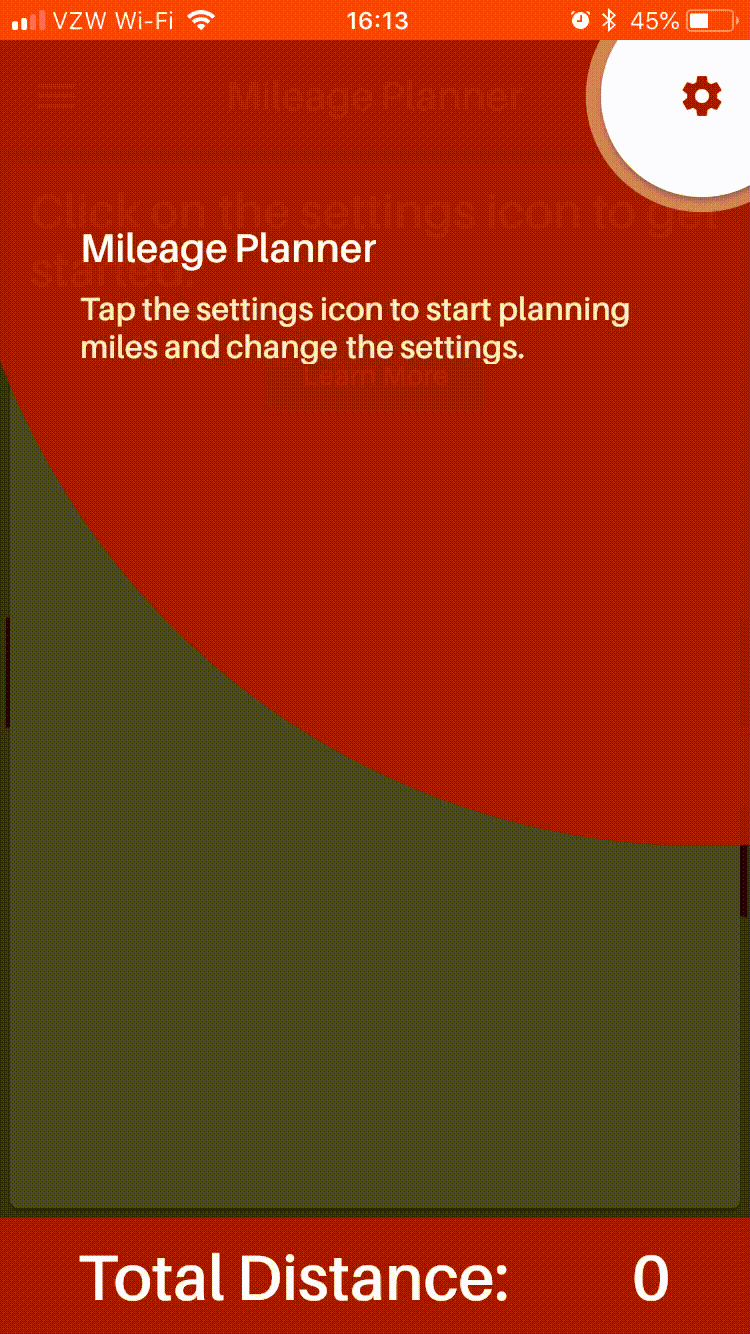 VZW Wi-Fi 16:13 45%
Mileage Planner
Click on the settings icon to get
started.
Mileage Planner
Tap the settings icon to start planning
miles and change the settings.
Learn More
Total Distance: 0